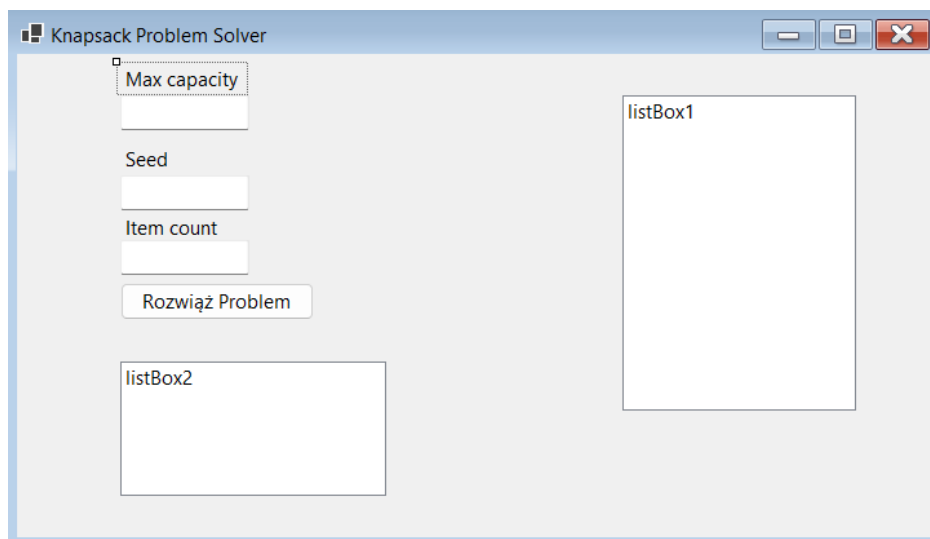 Knapsack Problem Solver
Max capacity
listBox1
Seed
Item count
Rozwiąż Problem
listBox2